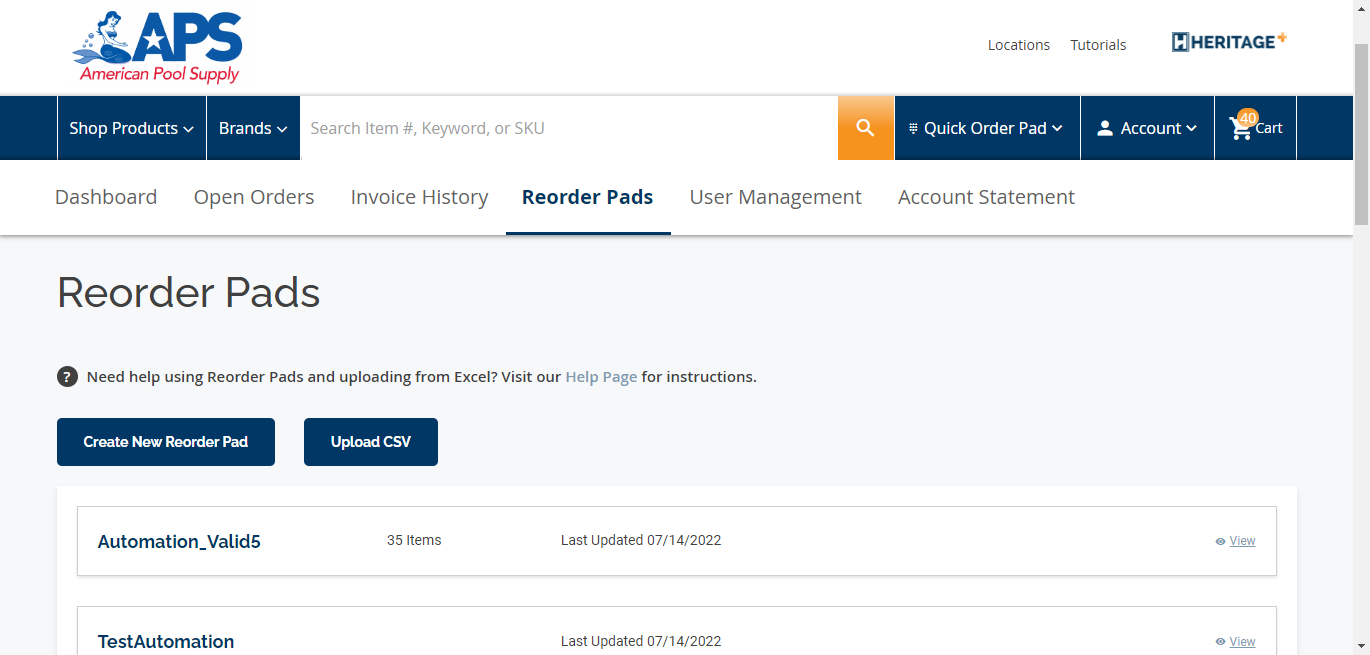 APS
American Pool Supply
Locations Tutorials HERITAGE+
Shop Products Brands Search Item #, Keyword, or SKU Quick Order Pad Account 40 Cart
Dashboard Open Orders Invoice History Reorder Pads User Management Account Statement
Reorder Pads
? Need help using Reorder Pads and uploading from Excel? Visit our Help Page for instructions.
Create New Reorder Pad Upload CSV
Automation_Valid5 35 Items Last Updated 07/14/2022 View
TestAutomation Last Updated 07/14/2022 View